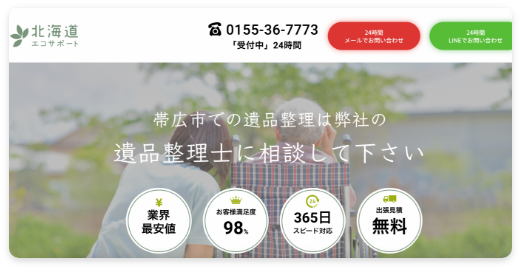 北海道
エコサポート
0155-36-7773
「受付中」24時間
24時間
メールでお問い合わせ
24時間
LINEでお問い合わせ
帯広市での遺品整理は弊社の
遺品整理士に相談して下さい
¥
業界
最安値
お客様満足度
98%
24
365日
スピード対応
出張見積
無料